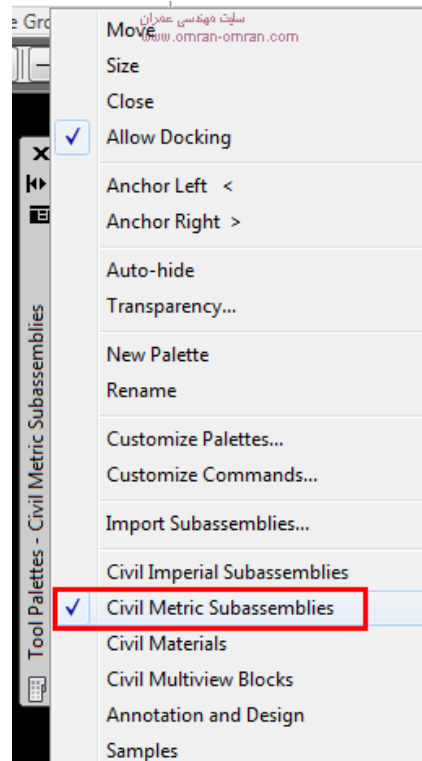 e Gro
سایت مهندسی عمران
www.omran-omran.com
Move
Size
Close
Allow Docking
Anchor Left <
Anchor Right >
Auto-hide
Transparency...
New Palette
Rename
Customize Palettes...
Customize Commands...
Import Subassemblies...
Civil Imperial Subassemblies
Civil Metric Subassemblies
Civil Materials
Civil Multiview Blocks
Annotation and Design
Samples
Tool Palettes - Civil Metric Subassemblies